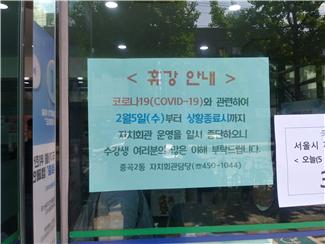 < 휴강 안내 >
코로나19(COVID-19)와 관련하여
2월5일(수)부터 상황종료시까지
자치회관 운영을 일시 중단하오니
수강생 여러분의 많은 이해 부탁드립니다.
중곡2동 자치회관담당(☎450-1044)
서울시
< 오늘(5